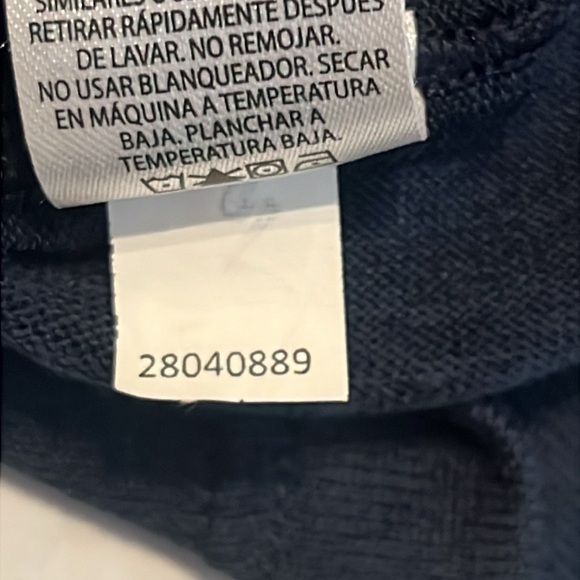 SIMILARES
RETIRAR RÁPIDAMENTE DESPUÉS
DE LAVAR. NO REMOJAR.
NO USAR BLANQUEADOR. SECAR
EN MÁQUINA A TEMPERATURA
BAJA. PLANCHAR A
TEMPERATURA BAJA.
28040889